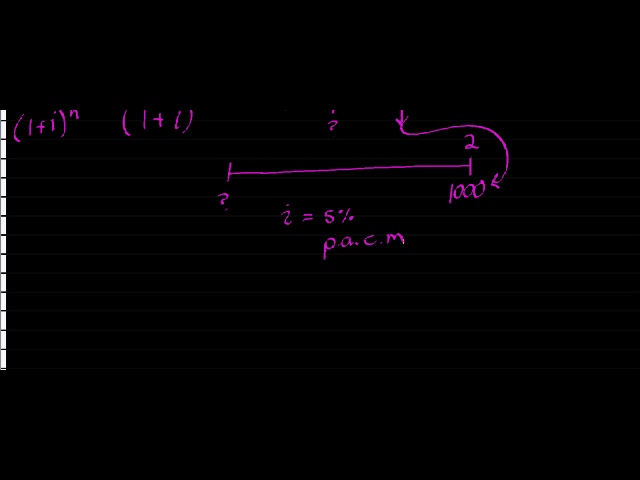 (1+i)ⁿ (1+i) i
2
? 1000
i = 5%
p.a.c.m